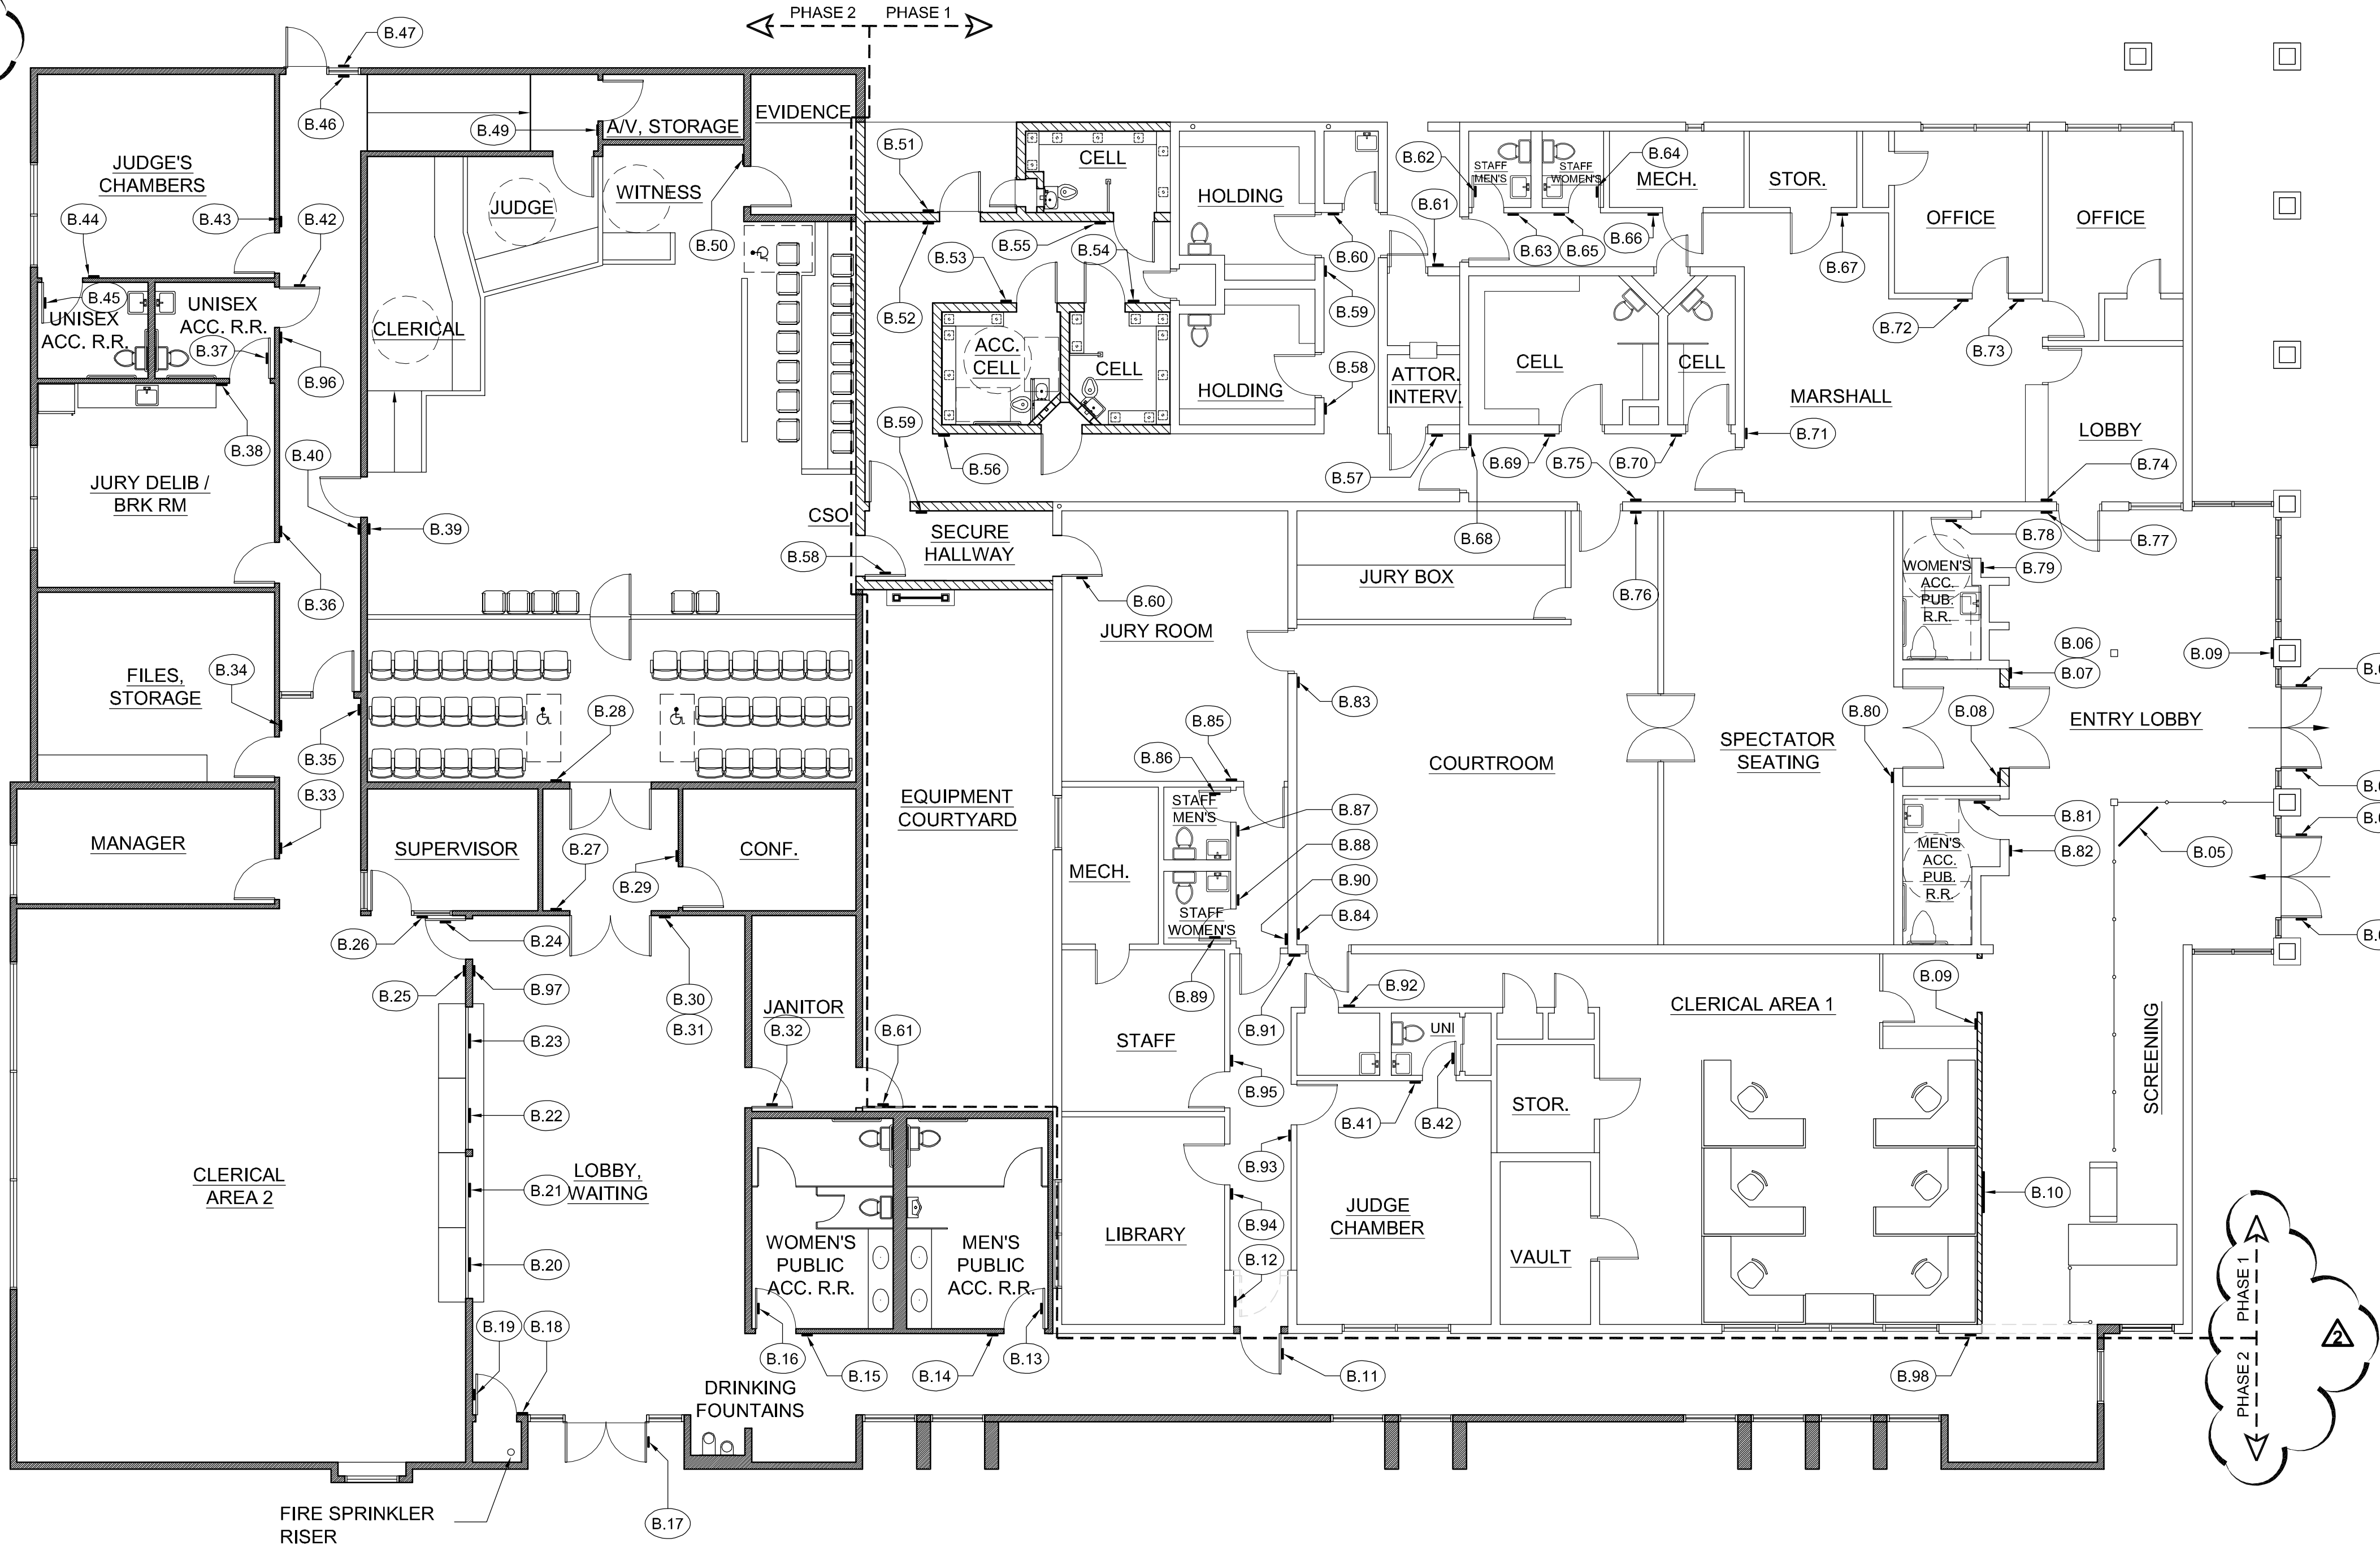 PHASE 2
PHASE 1
B.47
B.46
B.49
A/V, STORAGE
EVIDENCE
JUDGE'S
CHAMBERS
B.44
B.43
B.42
JUDGE
WITNESS
B.50
B.45
UNISEX
ACC. R.R.
UNISEX
ACC. R.R.
B.37
B.96
CLERICAL
B.38
B.40
JURY DELIB /
BRK RM
B.39
B.36
CSO
B.58
FILES,
STORAGE
B.34
B.35
B.28
B.33
MANAGER
SUPERVISOR
B.27
B.29
CONF.
B.26
B.24
B.25
B.97
B.30
B.31
JANITOR
B.32
B.61
B.23
B.22
B.21
B.20
CLERICAL
AREA 2
LOBBY,
WAITING
WOMEN'S
PUBLIC
ACC. R.R.
MEN'S
PUBLIC
ACC. R.R.
B.19
B.18
B.16
B.15
B.14
B.13
DRINKING
FOUNTAINS
B.17
FIRE SPRINKLER
RISER
B.51
CELL
B.52
B.55
B.53
B.54
ACC.
CELL
CELL
B.59
B.56
SECURE
HALLWAY
HOLDING
HOLDING
B.60
B.59
B.58
B.57
B.61
ATTOR.
INTERV.
B.62
STAFF
MEN'S
STAFF
WOMEN'S
B.64
MECH.
STOR.
B.63
B.65
B.66
B.67
OFFICE
OFFICE
B.72
B.73
CELL
CELL
MARSHALL
LOBBY
B.71
B.69
B.75
B.70
B.74
B.68
B.76
B.78
B.77
B.79
WOMEN'S
ACC.
PUB.
R.R.
B.06
B.07
B.09
B.0
B.60
JURY ROOM
JURY BOX
B.83
B.85
B.86
COURTROOM
SPECTATOR
SEATING
B.80
B.08
ENTRY LOBBY
B.0
B.0
B.81
B.82
B.05
MEN'S
ACC.
PUB.
R.R.
B.0
EQUIPMENT
COURTYARD
MECH.
STAFF
MEN'S
B.87
B.88
B.90
B.84
STAFF
WOMEN'S
B.89
B.91
B.92
B.09
CLERICAL AREA 1
SCREENING
STAFF
B.95
UNI
B.41
B.42
STOR.
B.93
B.94
JUDGE
CHAMBER
LIBRARY
B.12
VAULT
B.10
B.11
B.98
PHASE 1
PHASE 2
2